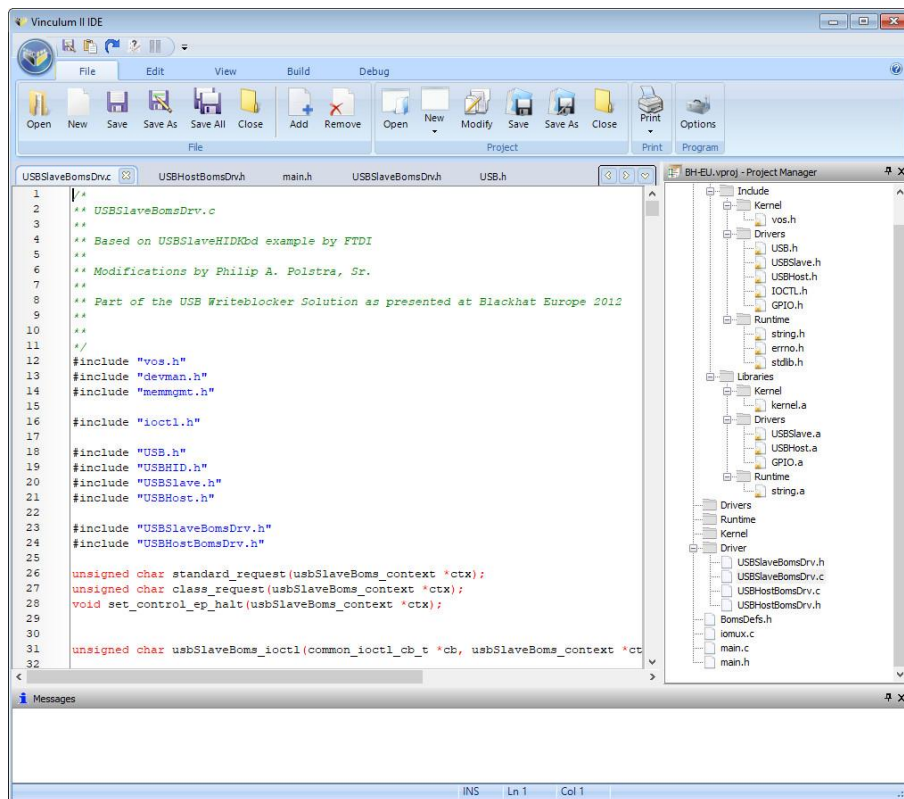 Vinculum II IDE
File Edit View Build Debug
Open New Save Save As Save All Close Add Remove Open New Modify Save Save As Close Print Options
File Project Print Program
USBSlaveBomsDrv.c USBHostBomsDrv.h main.h USBSlaveBomsDrv.h USB.h
1 /*
2 ** USBSlaveBomsDrv.c
3 **
4 ** Based on USBSlaveHIDKbd example by FTDI
5 **
6 ** Modifications by Philip A. Polstra, Sr.
7 **
8 ** Part of the USB Writeblocker Solution as presented at Blackhat Europe 2012
9 **
10 **
11 */
12 #include "vos.h"
13 #include "devman.h"
14 #include "memmgmt.h"
15
16 #include "ioctl.h"
17
18 #include "USB.h"
19 #include "USBHID.h"
20 #include "USBSlave.h"
21 #include "USBHost.h"
22
23 #include "USBSlaveBomsDrv.h"
24 #include "USBHostBomsDrv.h"
25
26 unsigned char standard_request(usbSlaveBoms_context *ctx);
27 unsigned char class_request(usbSlaveBoms_context *ctx);
28 void set_control_ep_halt(usbSlaveBoms_context *ctx);
29
30
31 unsigned char usbSlaveBoms_ioctl(common_ioctl_cb_t *cb, usbSlaveBoms_context *ct
32
BH-EU.vproj - Project Manager
Include
Kernel
vos.h
Drivers
USB.h
USBSlave.h
USBHost.h
IOCTL.h
GPIO.h
Runtime
string.h
errno.h
stdlib.h
Libraries
Kernel
kernel.a
Drivers
USBSlave.a
USBHost.a
GPIO.a
Runtime
string.a
Drivers
Runtime
Kernel
Driver
USBSlaveBomsDrv.h
USBSlaveBomsDrv.c
USBHostBomsDrv.c
USBHostBomsDrv.h
BomsDefs.h
iomux.c
main.c
main.h
Messages
INS Ln 1 Col 1